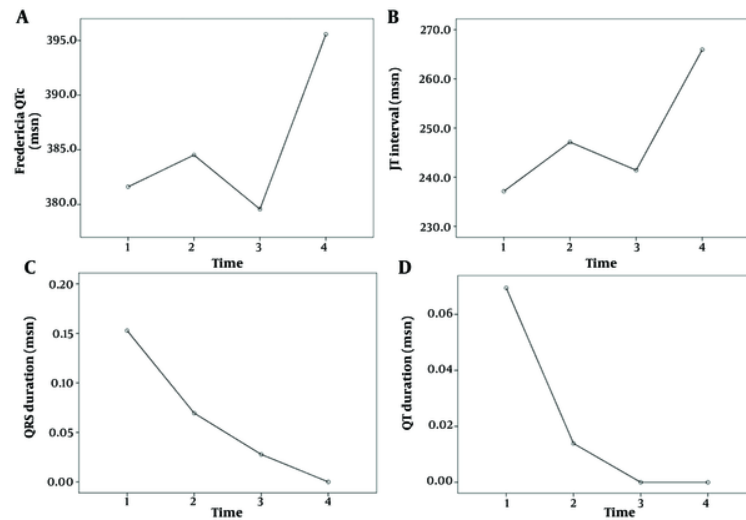 A
Fredericia QTc
(msn)
395.0
390.0
385.0
380.0
1 2 3 4
Time
B
JT interval (msn)
270.0
260.0
250.0
240.0
230.0
1 2 3 4
Time
C
QRS duration (msn)
0.20
0.15
0.10
0.05
0.00
1 2 3 4
Time
D
QT duration (msn)
0.06
0.04
0.02
0.00
1 2 3 4
Time